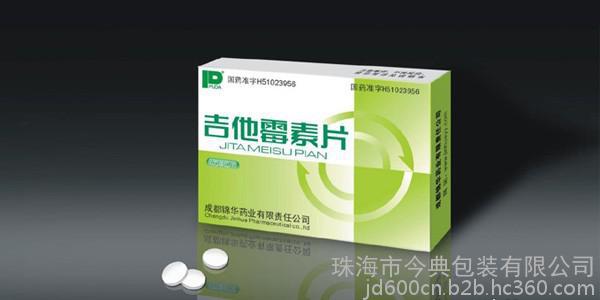 PUDA
国药准字H51023956
国药准字H51023956
吉他霉素片
JITA MEISU PIAN
成都锦华药业有限责任公司
Chengdu Jinhua Pharmaceutical co.,ltd
珠海市今典包装有限公司
jd600cn.b2b.hc360.com